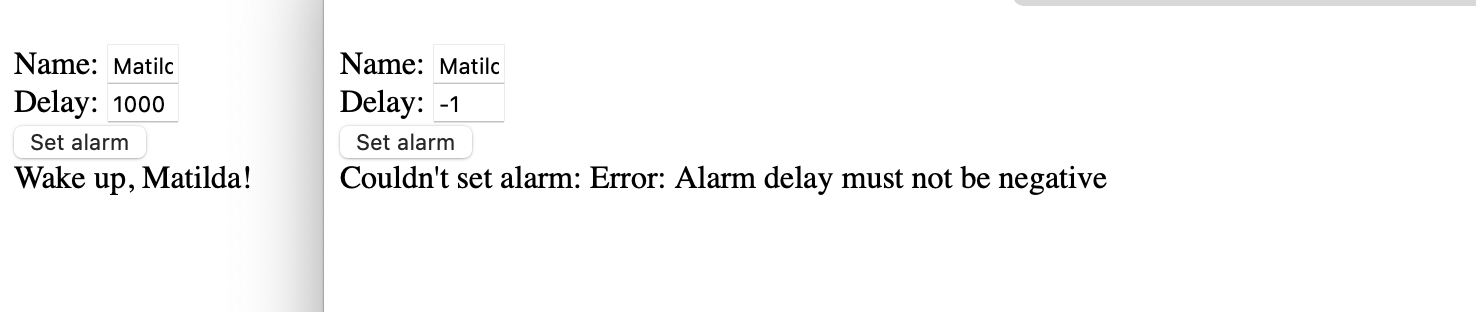 Name: Matilc
Delay: 1000
Set alarm
Wake up, Matilda!
Name: Matilc
Delay: -1
Set alarm
Couldn't set alarm: Error: Alarm delay must not be negative